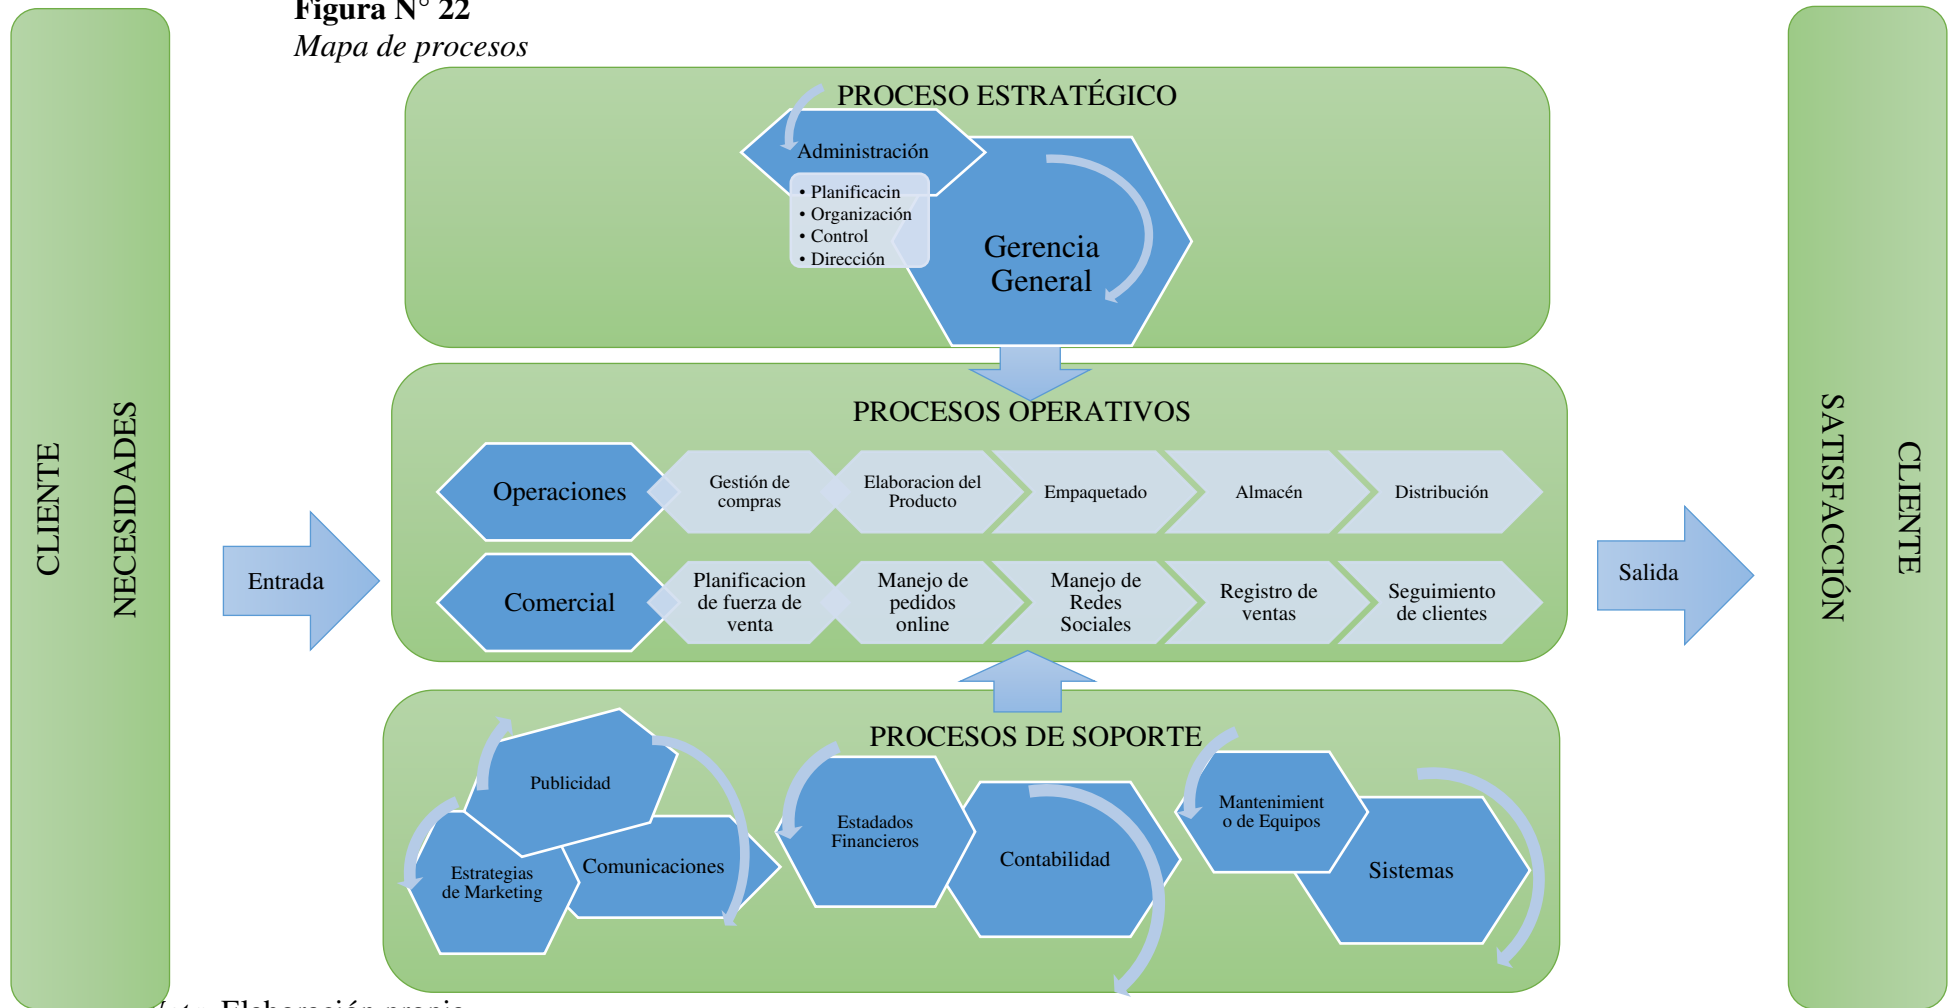 Figura N° 22
Mapa de procesos
CLIENTE
NECESIDADES
Entrada
PROCESO ESTRATÉGICO
Administración
• Planificacin
• Organización
• Control
• Dirección
Gerencia
General
PROCESOS OPERATIVOS
Operaciones
Gestión de
compras
Elaboracion del
Producto
Empaquetado
Almacén
Distribución
Comercial
Planificacion
de fuerza de
venta
Manejo de
pedidos
online
Manejo de
Redes
Sociales
Registro de
ventas
Seguimiento
de clientes
PROCESOS DE SOPORTE
Publicidad
Estrategias
de Marketing
Comunicaciones
Estadados
Financieros
Contabilidad
Mantenimient
o de Equipos
Sistemas
Salida
SATISFACCIÓN
CLIENTE
Elaboración propia